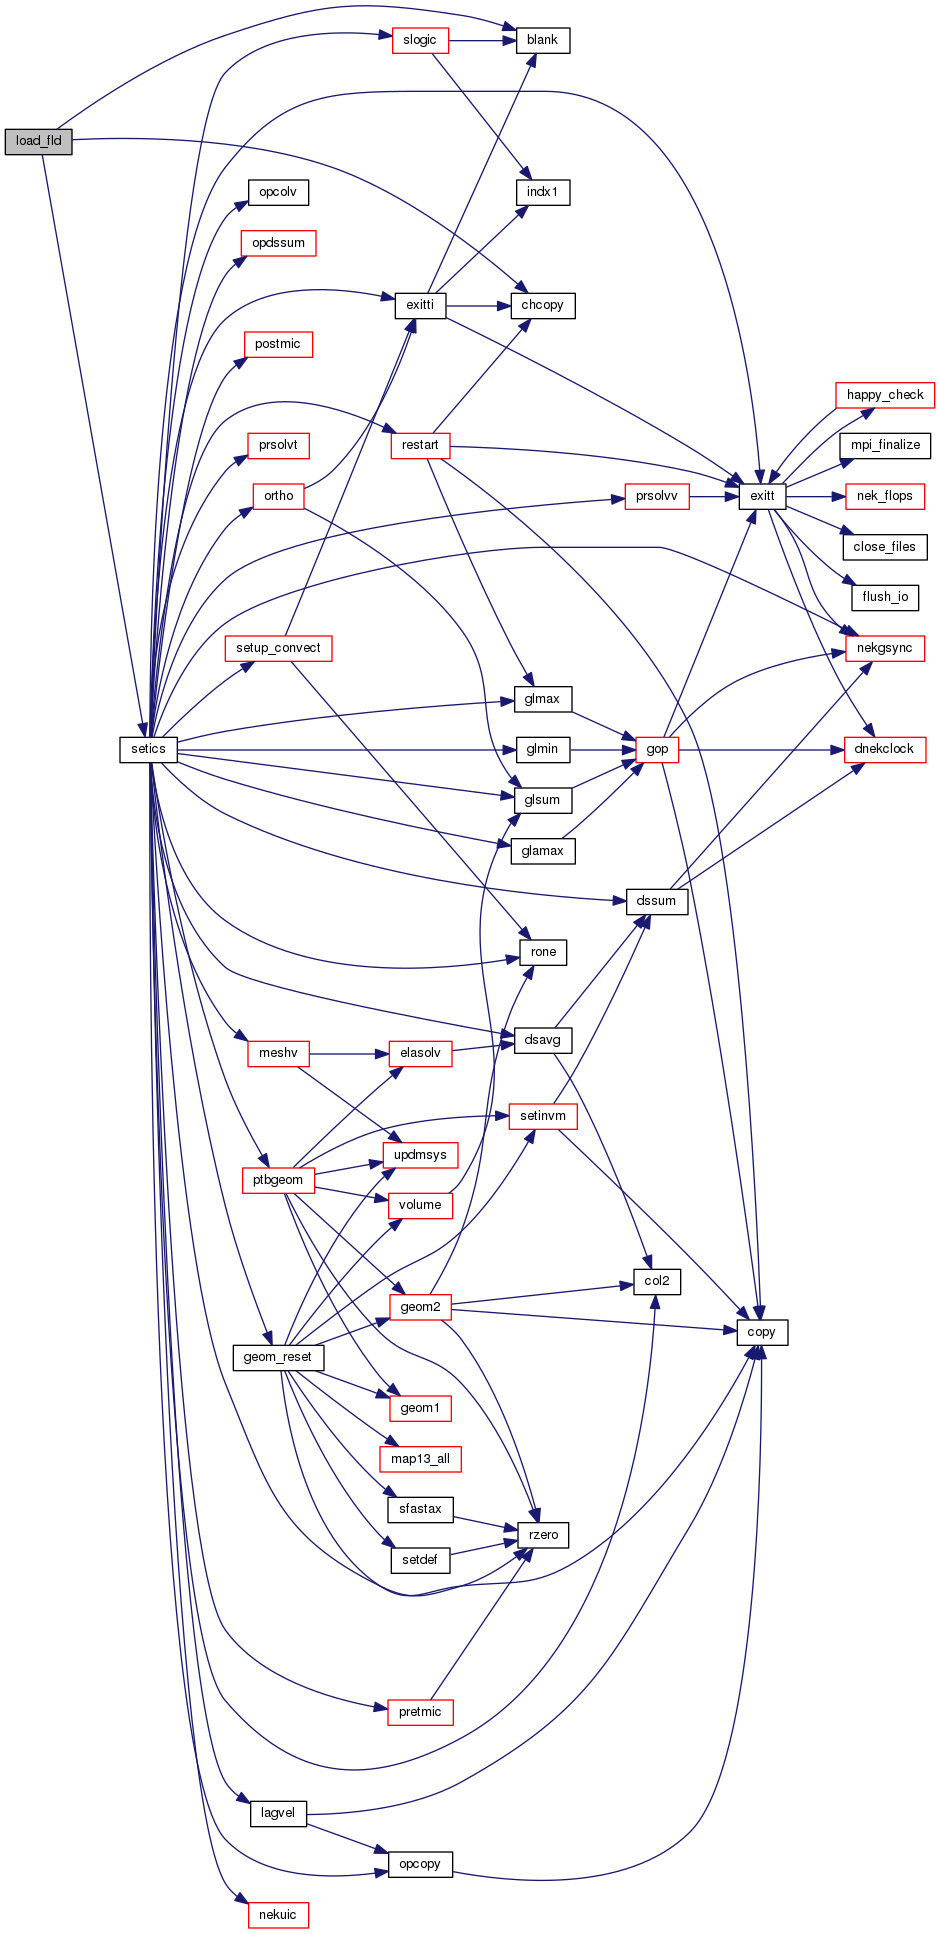 slogic
blank
load_fld
opcolv
indx1
opdssum
exitti
chcopy
postmic
happy_check
prsolvt
restart
mpi_finalize
ortho
prsolvv
exitt
nek_flops
close_files
flush_io
setup_convect
nekgsync
glmax
setics
glmin
gop
dnekclock
glsum
glamax
dssum
rone
dsavg
meshv
elasolv
setinvm
updmsys
ptbgeom
volume
col2
geom2
copy
geom_reset
geom1
map13_all
sfastax
rzero
setdef
pretmic
lagvel
opcopy
nekuic